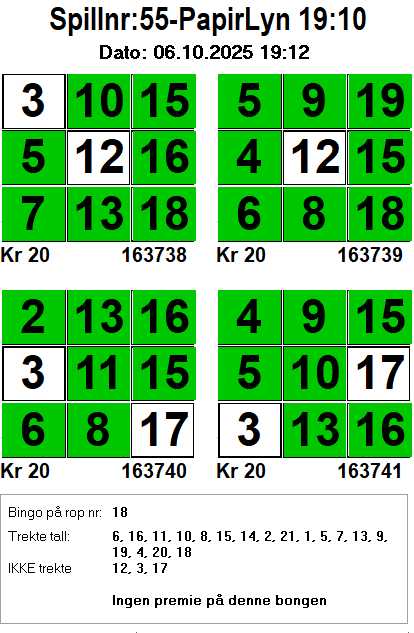 Spillnr:55-PapirLyn 19:10
Dato: 06.10.2025 19:12
3 10 15 5 9 19
5 12 16 4 12 15
7 13 18 6 8 18
Kr 20 163738 Kr 20 163739
2 13 16 4 9 15
3 11 15 5 10 17
6 8 17 3 13 16
Kr 20 163740 Kr 20 163741
Bingo på rop nr: 18
Trekte tall: 6, 16, 11, 10, 8, 15, 14, 2, 21, 1, 5, 7, 13, 9,
19, 4, 20, 18
IKKE trekte 12, 3, 17
Ingen premie på denne bongen